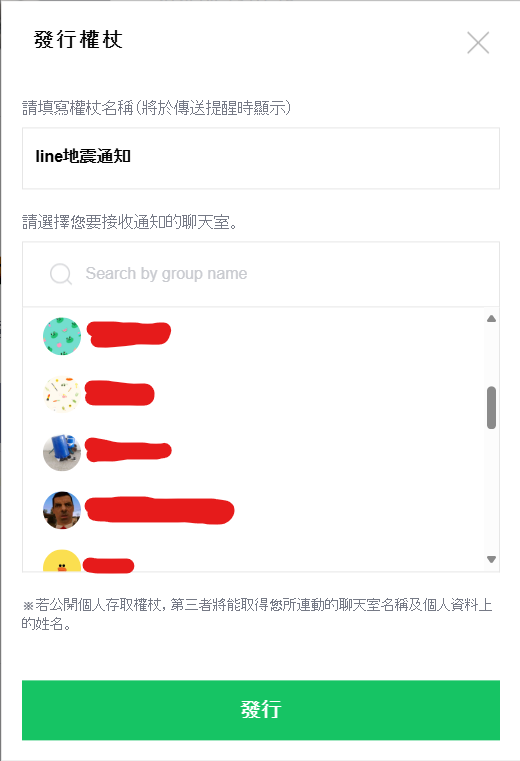 發行權杖
請填寫權杖名稱(將於傳送提醒時顯示)
line地震通知
請選擇您要接收通知的聊天室。
Search by group name
※若公開個人存取權杖，第三者將能取得您所連動的聊天室名稱及個人資料上
的姓名。
發行